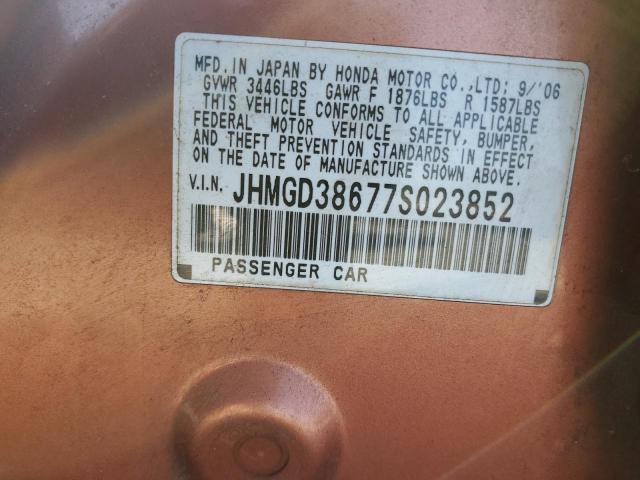 MFD. IN JAPAN BY HONDA MOTOR CO.,LTD; 9/'06
GVWR 3446LBS GAWR F 1876LBS R 1587LBS
THIS VEHICLE CONFORMS TO ALL APPLICABLE
FEDERAL MOTOR VEHICLE SAFETY, BUMPER,
AND THEFT PREVENTION STANDARDS IN EFFECT
ON THE DATE OF MANUFACTURE SHOWN ABOVE.
V.I.N. JHMGD38677S023852
PASSENGER CAR